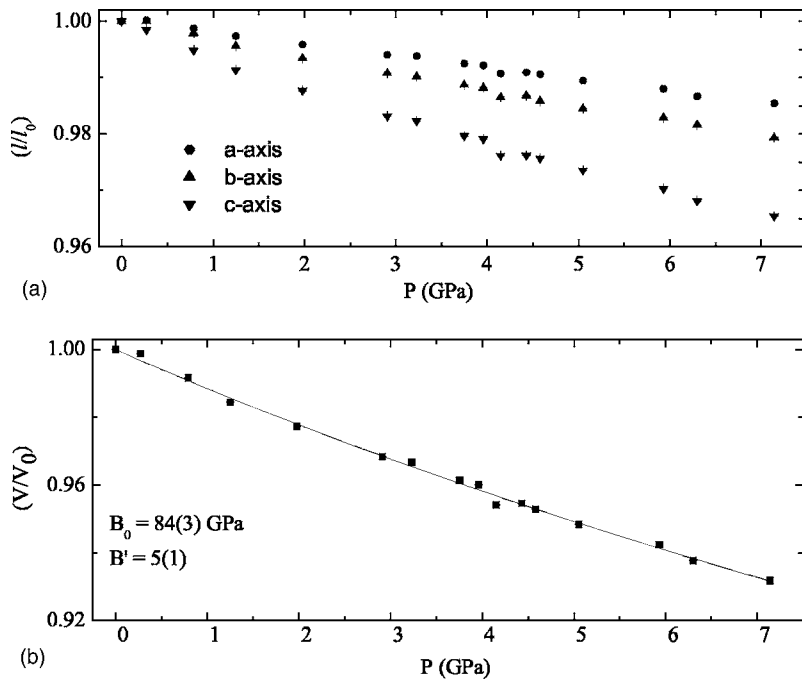 1.00
0.98
0.96
(l/l₀)
a-axis
b-axis
c-axis
0 1 2 3 4 5 6 7
P (GPa)
(a)
1.00
0.96
0.92
(V/V₀)
B₀ = 84(3) GPa
B' = 5(1)
0 1 2 3 4 5 6 7
P (GPa)
(b)